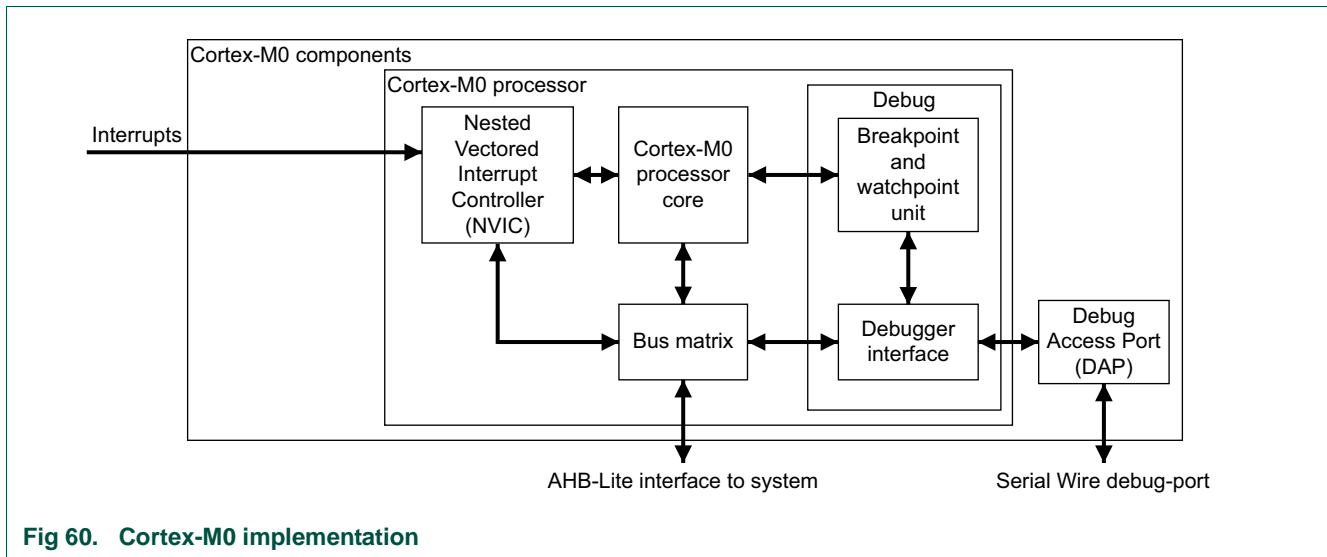 Cortex-M0 components
Cortex-M0 processor
Debug
Interrupts
Nested
Vectored
Interrupt
Controller
(NVIC)
Cortex-M0
processor
core
Breakpoint
and
watchpoint
unit
Bus matrix
Debugger
interface
Debug
Access Port
(DAP)
AHB-Lite interface to system
Serial Wire debug-port
Fig 60. Cortex-M0 implementation